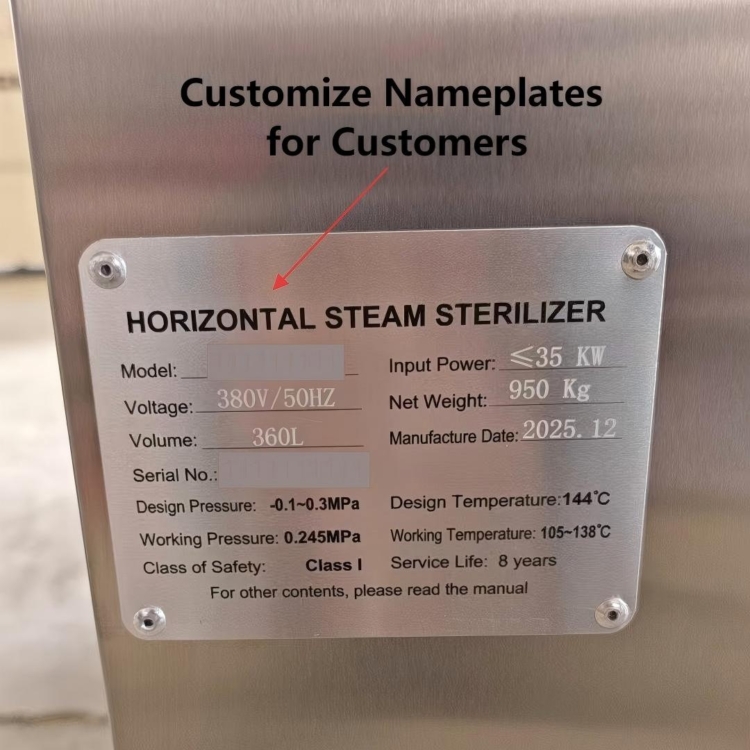 Customize Nameplates
for Customers
HORIZONTAL STEAM STERILIZER
Model:
Input Power: ≤35 KW
Voltage: 380V/50HZ
Net Weight: 950 Kg
Volume: 360L
Manufacture Date: 2025.12
Serial No.:
Design Pressure: -0.1~0.3MPa
Design Temperature:144℃
Working Pressure: 0.245MPa
Working Temperature: 105~138℃
Class of Safety: Class I
Service Life: 8 years
For other contents, please read the manual